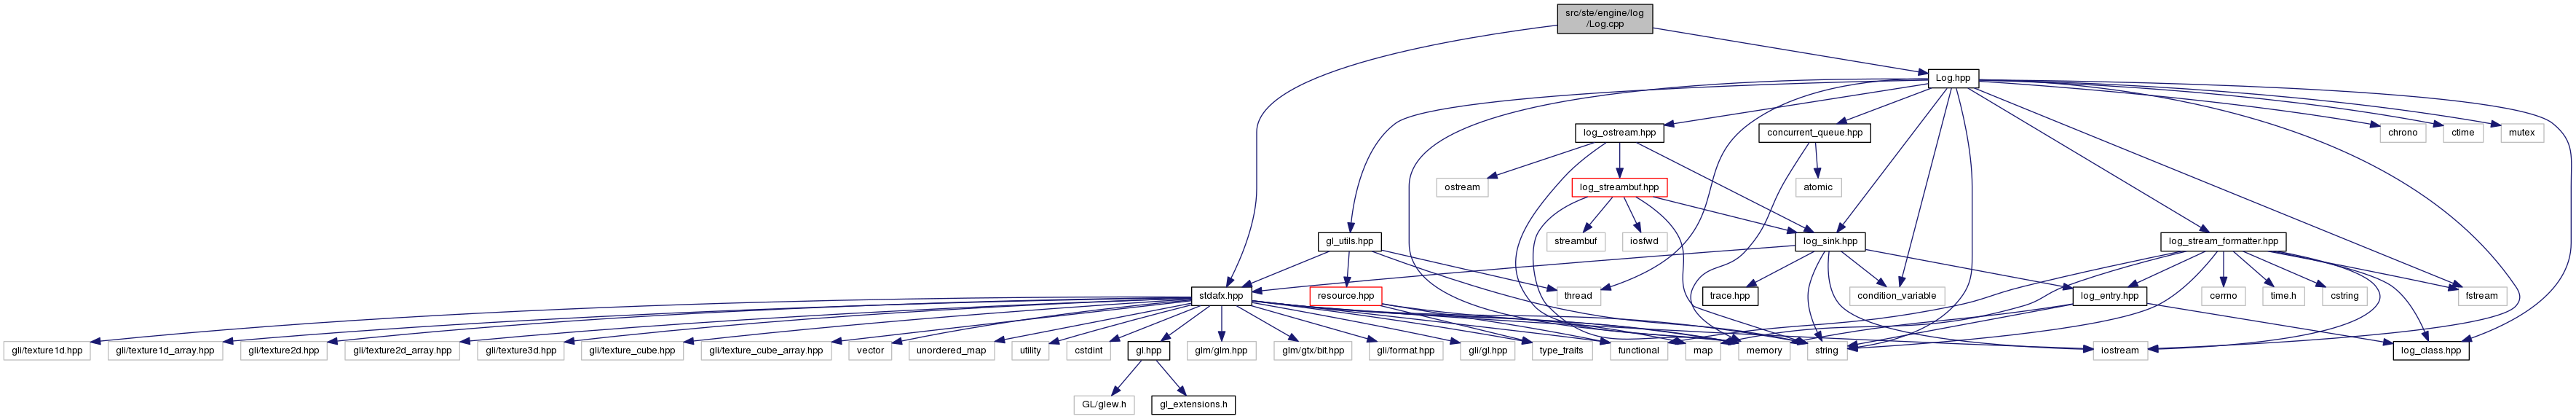 src/ste/engine/log
/Log.cpp
Log.hpp
log_ostream.hpp
concurrent_queue.hpp
chrono
ctime
mutex
ostream
log_streambuf.hpp
atomic
gl_utils.hpp
streambuf
iosfwd
log_sink.hpp
log_stream_formatter.hpp
stdafx.hpp
resource.hpp
thread
trace.hpp
condition_variable
log_entry.hpp
cerrno
time.h
cstring
fstream
gli/texture1d.hpp
gli/texture1d_array.hpp
gli/texture2d.hpp
gli/texture2d_array.hpp
gli/texture3d.hpp
gli/texture_cube.hpp
gli/texture_cube_array.hpp
vector
unordered_map
utility
cstdint
gl.hpp
glm/glm.hpp
glm/gtx/bit.hpp
gli/format.hpp
gli/gl.hpp
type_traits
functional
map
memory
string
iostream
log_class.hpp
GL/glew.h
gl_extensions.h